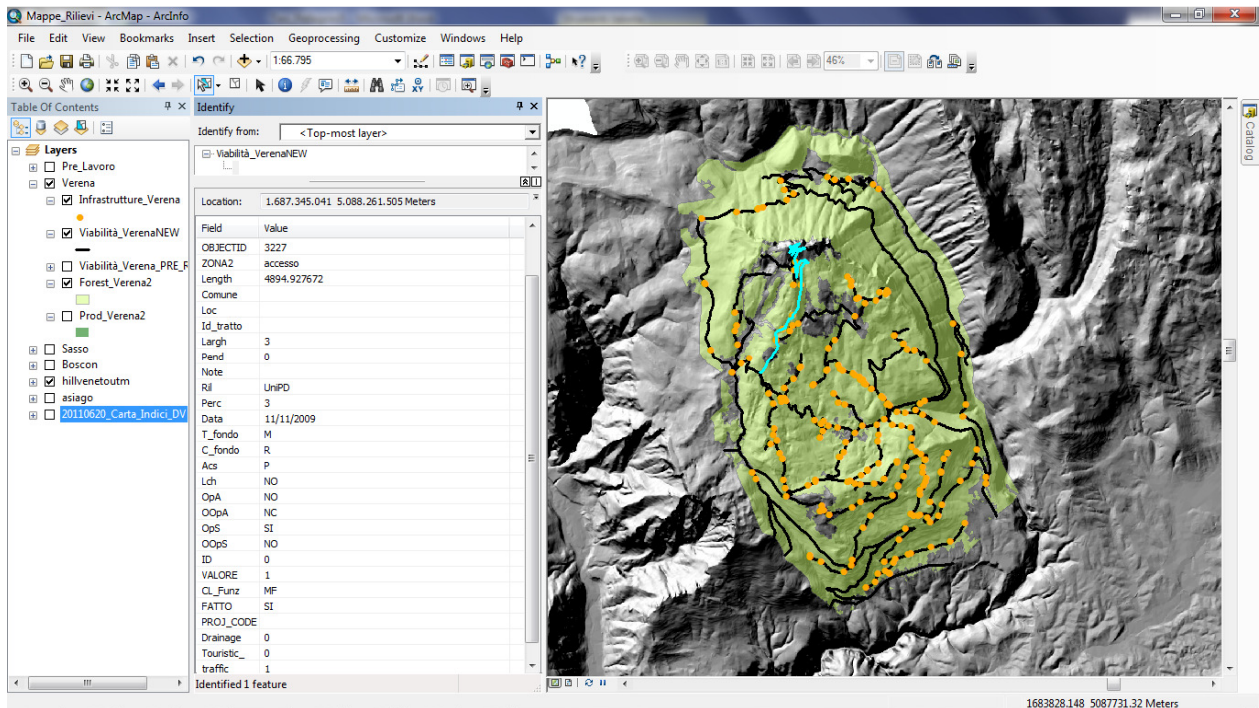 Mappe_Rilievi - ArcMap - ArcInfo
File Edit View Bookmarks Insert Selection Geoprocessing Customize Windows Help
1:66.795
46%
Table Of Contents
Layers
Pre_Lavoro
Verena
Infrastrutture_Verena
Viabilità_VerenaNEW
Viabilità_Verena_PRE_R
Forest_Verena2
Prod_Verena2
Sasso
Boscon
hillvenetoutm
asiago
20110620_Carta_Indici_DV
Identify
Identify from: <Top-most layer>
Viabilità_VerenaNEW
Location: 1.687.345.041 5.088.261.505 Meters
Field Value
OBJECTID 3227
ZONA2 accesso
Length 4894.927672
Comune
Loc
Id_tratto
Largh 3
Pend 0
Note
Ril UniPD
Perc 3
Data 11/11/2009
T_fondo M
C_fondo R
Acs P
Lch NO
OpA NO
OOpA NC
OpS SI
OOpS NO
ID 0
VALORE 1
CL_Funz MF
FATTO SI
PROJ_CODE
Drainage 0
Touristic_ 0
traffic 1
Identified 1 feature
Catalog
1683828.148 5087731.32 Meters